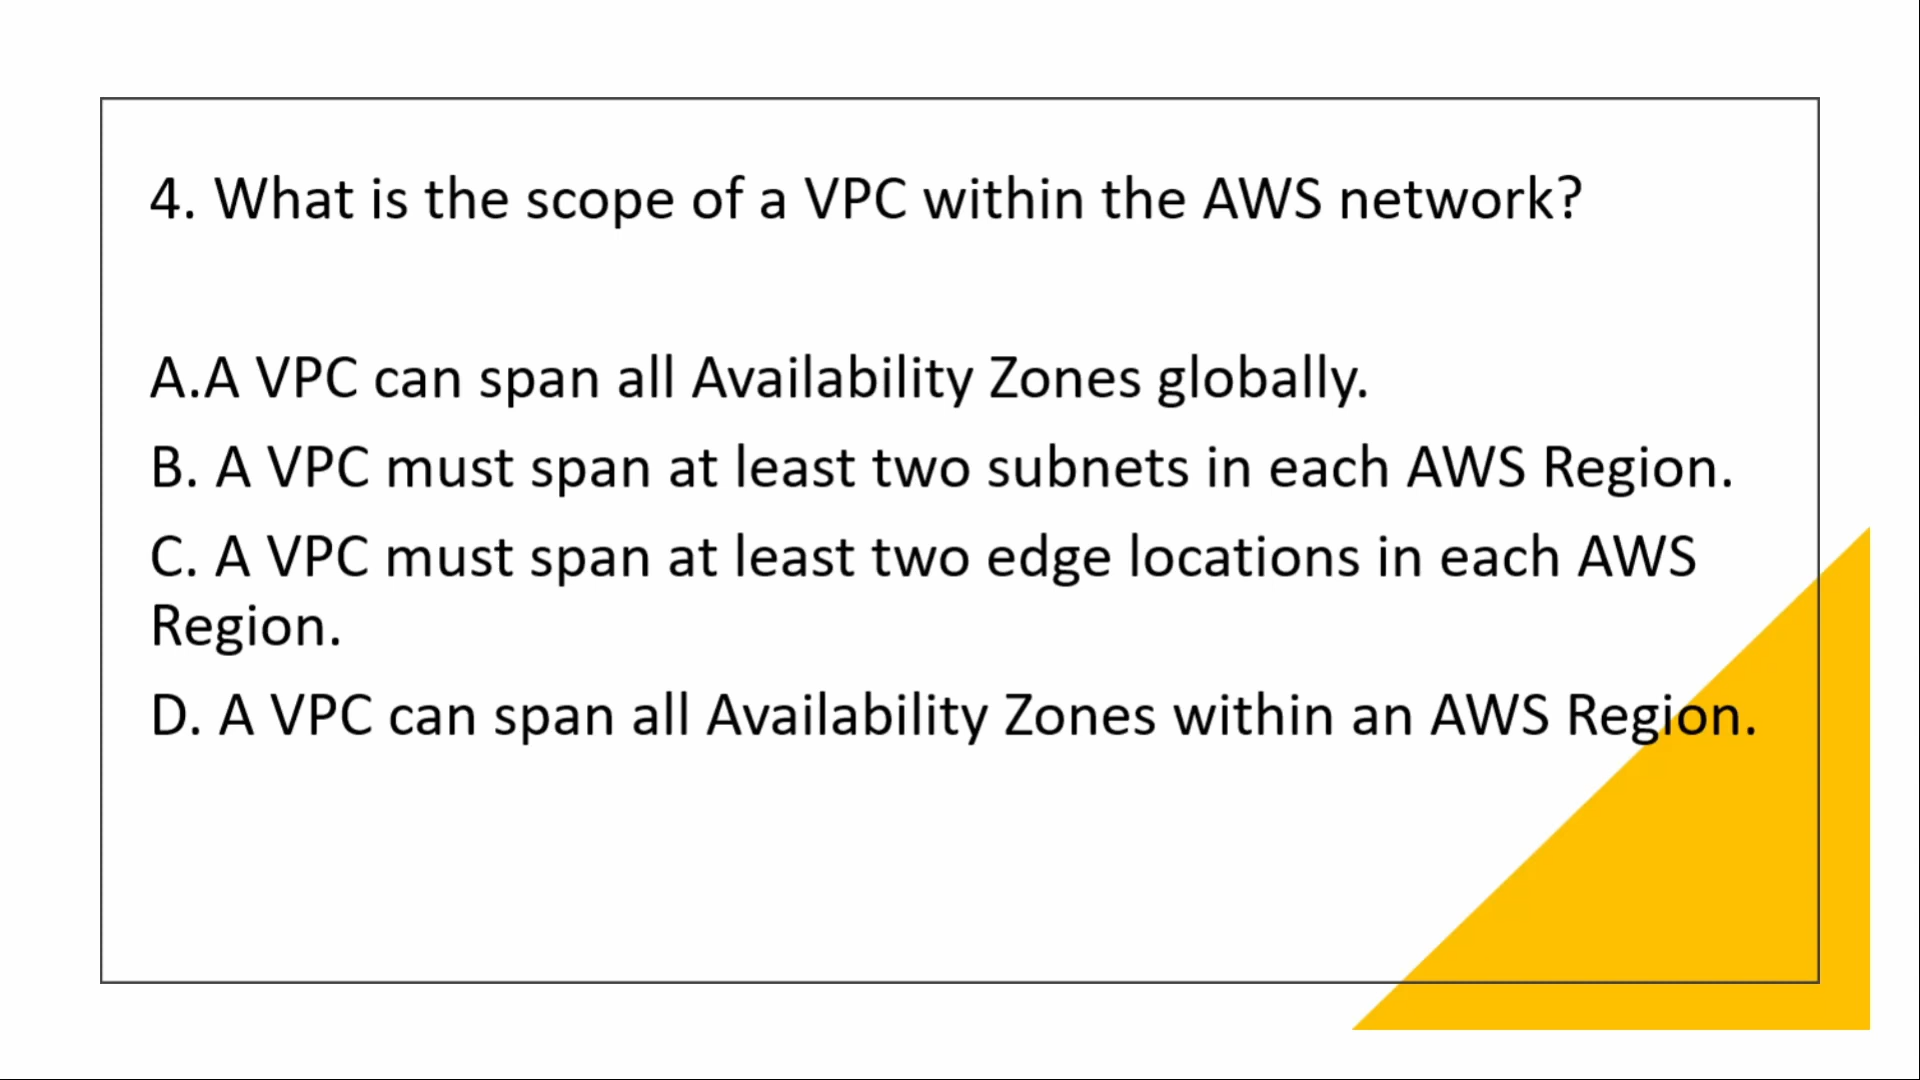 4. What is the scope of a VPC within the AWS network?
A.A VPC can span all Availability Zones globally.
B. A VPC must span at least two subnets in each AWS Region.
C. A VPC must span at least two edge locations in each AWS
Region.
D. A VPC can span all Availability Zones within an AWS Region.